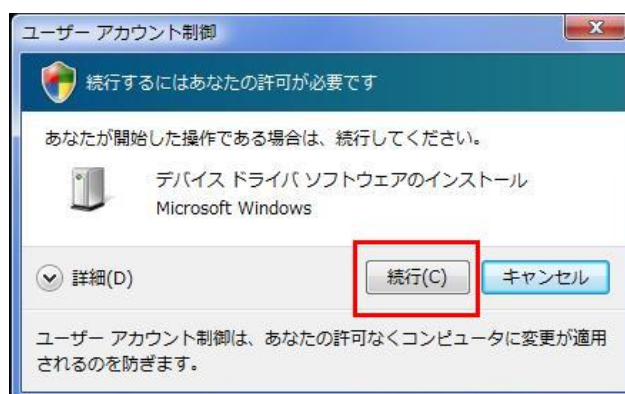 ユーザー アカウント制御
続行するにはあなたの許可が必要です
あなたが開始した操作である場合は、続行してください。
デバイス ドライバ ソフトウェアのインストール
Microsoft Windows
詳細(D)
続行(C)
キャンセル
ユーザー アカウント制御は、あなたの許可なくコンピュータに変更が適用
されるのを防ぎます。